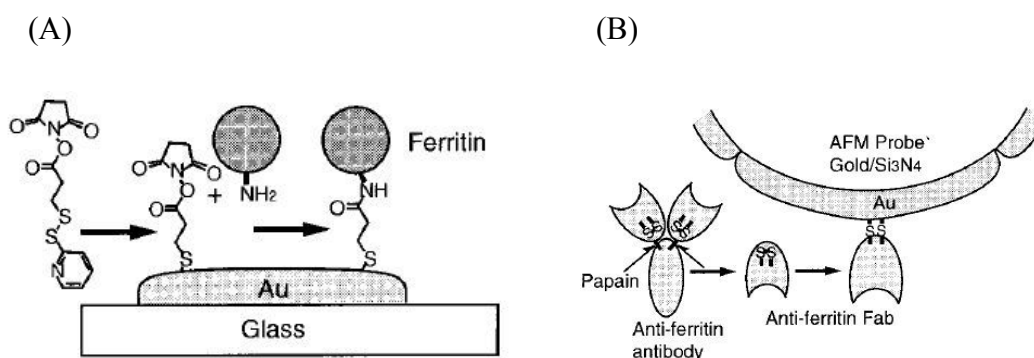 (A)
(B)
O
N
O
O
O
S
S
N
O
N
O
O
O
S
+
NH2
Ferritin
NH
O
S
Au
Glass
AFM Probe`
Gold/Si3N4
Au
SS
Papain
Anti-ferritin
antibody
Anti-ferritin Fab